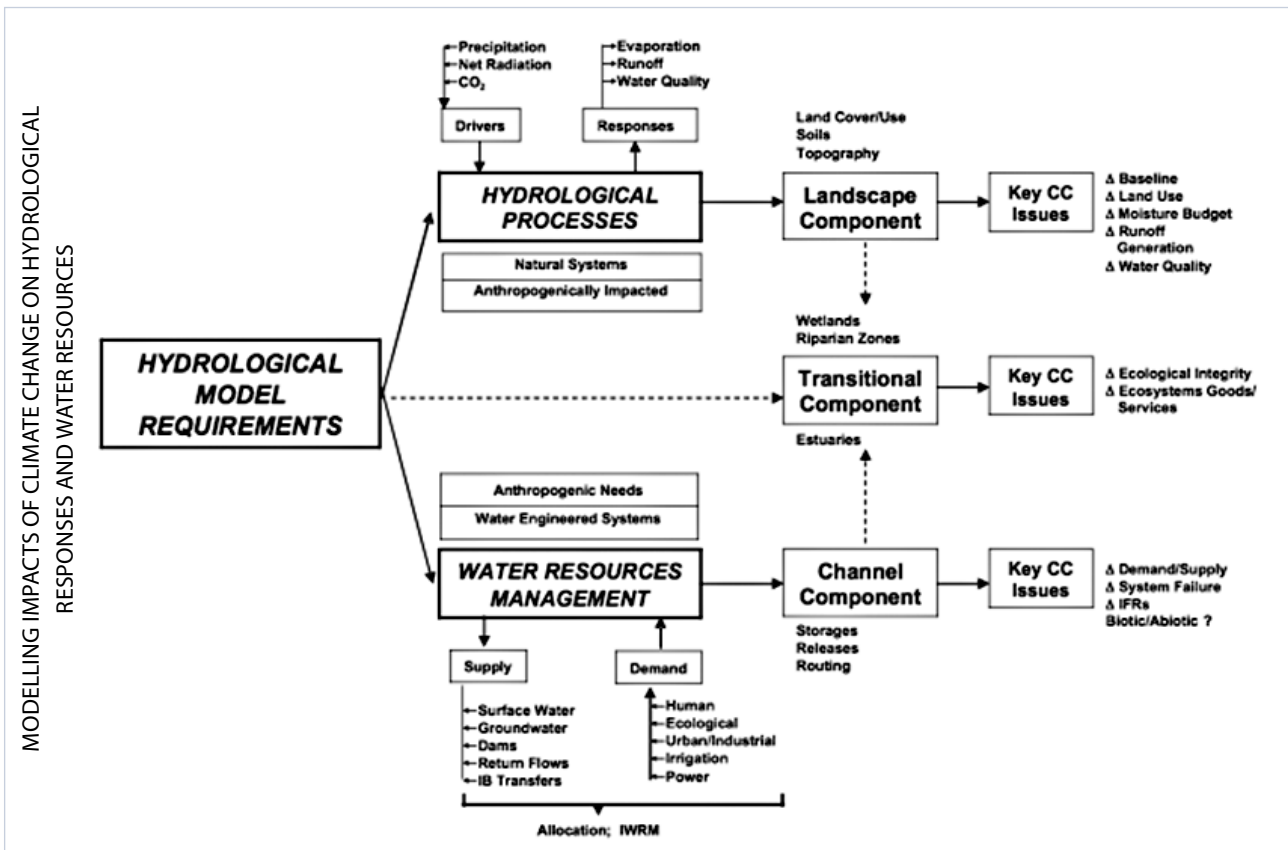 MODELLING IMPACTS OF CLIMATE CHANGE ON HYDROLOGICAL
RESPONSES AND WATER RESOURCES
Precipitation
Net Radiation
CO₂
Drivers
Evaporation
Runoff
Water Quality
Responses
HYDROLOGICAL
PROCESSES
Natural Systems
Anthropogenically Impacted
Land Cover/Use
Soils
Topography
Landscape
Component
Key CC
Issues
Δ Baseline
Δ Land Use
Δ Moisture Budget
Δ Runoff
Generation
Δ Water Quality
HYDROLOGICAL
MODEL
REQUIREMENTS
Wetlands
Riparian Zones
Transitional
Component
Estuaries
Key CC
Issues
Δ Ecological Integrity
Δ Ecosystems Goods/
Services
Anthropogenic Needs
Water Engineered Systems
WATER RESOURCES
MANAGEMENT
Channel
Component
Storages
Releases
Routing
Key CC
Issues
Δ Demand/Supply
Δ System Failure
Δ IFRs
Biotic/Abiotic ?
Supply
Surface Water
Groundwater
Dams
Return Flows
IB Transfers
Demand
Human
Ecological
Urban/Industrial
Irrigation
Power
Allocation; IWRM